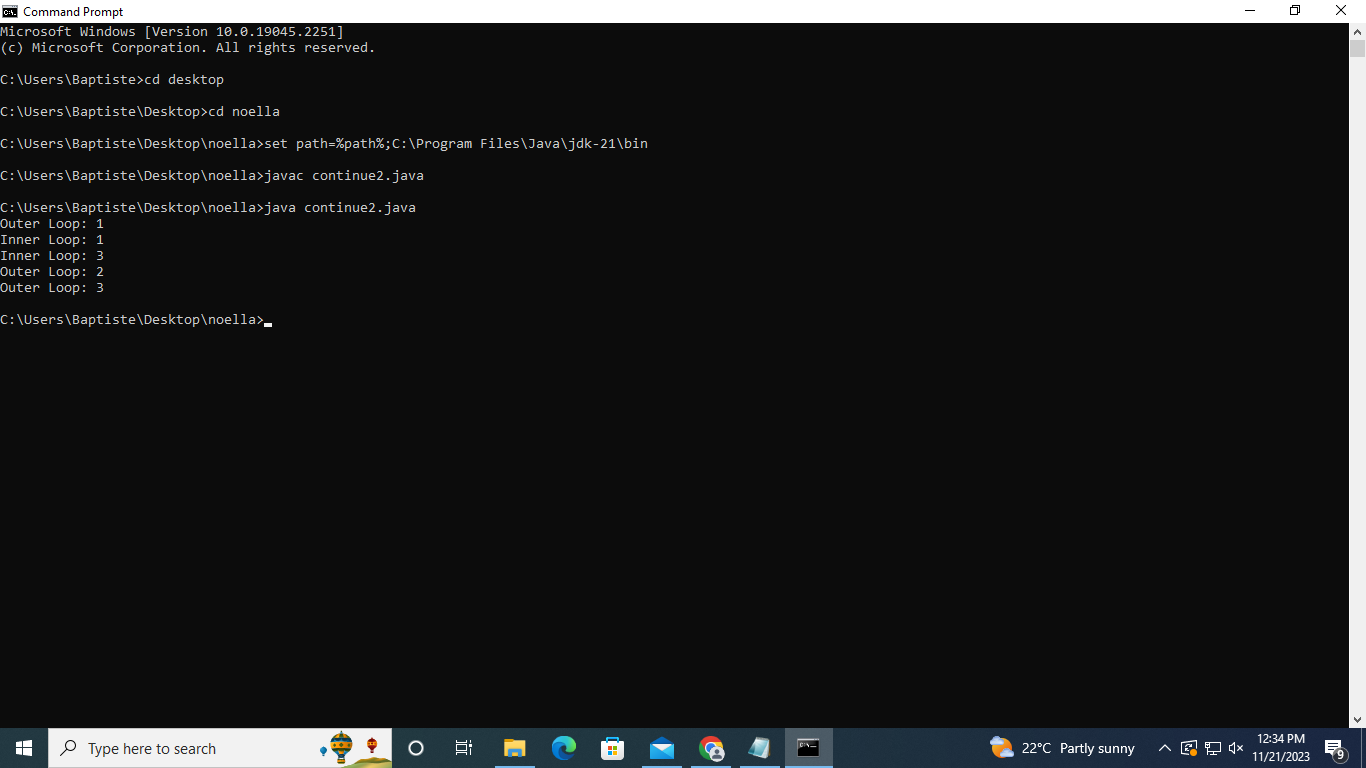 Command Prompt
Microsoft Windows [Version 10.0.19045.2251]
(c) Microsoft Corporation. All rights reserved.
C:\Users\Baptiste>cd desktop
C:\Users\Baptiste\Desktop>cd noella
C:\Users\Baptiste\Desktop\noella>set path=%path%;C:\Program Files\Java\jdk-21\bin
C:\Users\Baptiste\Desktop\noella>javac continue2.java
C:\Users\Baptiste\Desktop\noella>java continue2.java
Outer Loop: 1
Inner Loop: 1
Inner Loop: 3
Outer Loop: 2
Outer Loop: 3
C:\Users\Baptiste\Desktop\noella>
Type here to search
22°C Partly sunny
12:34 PM
11/21/2023
9